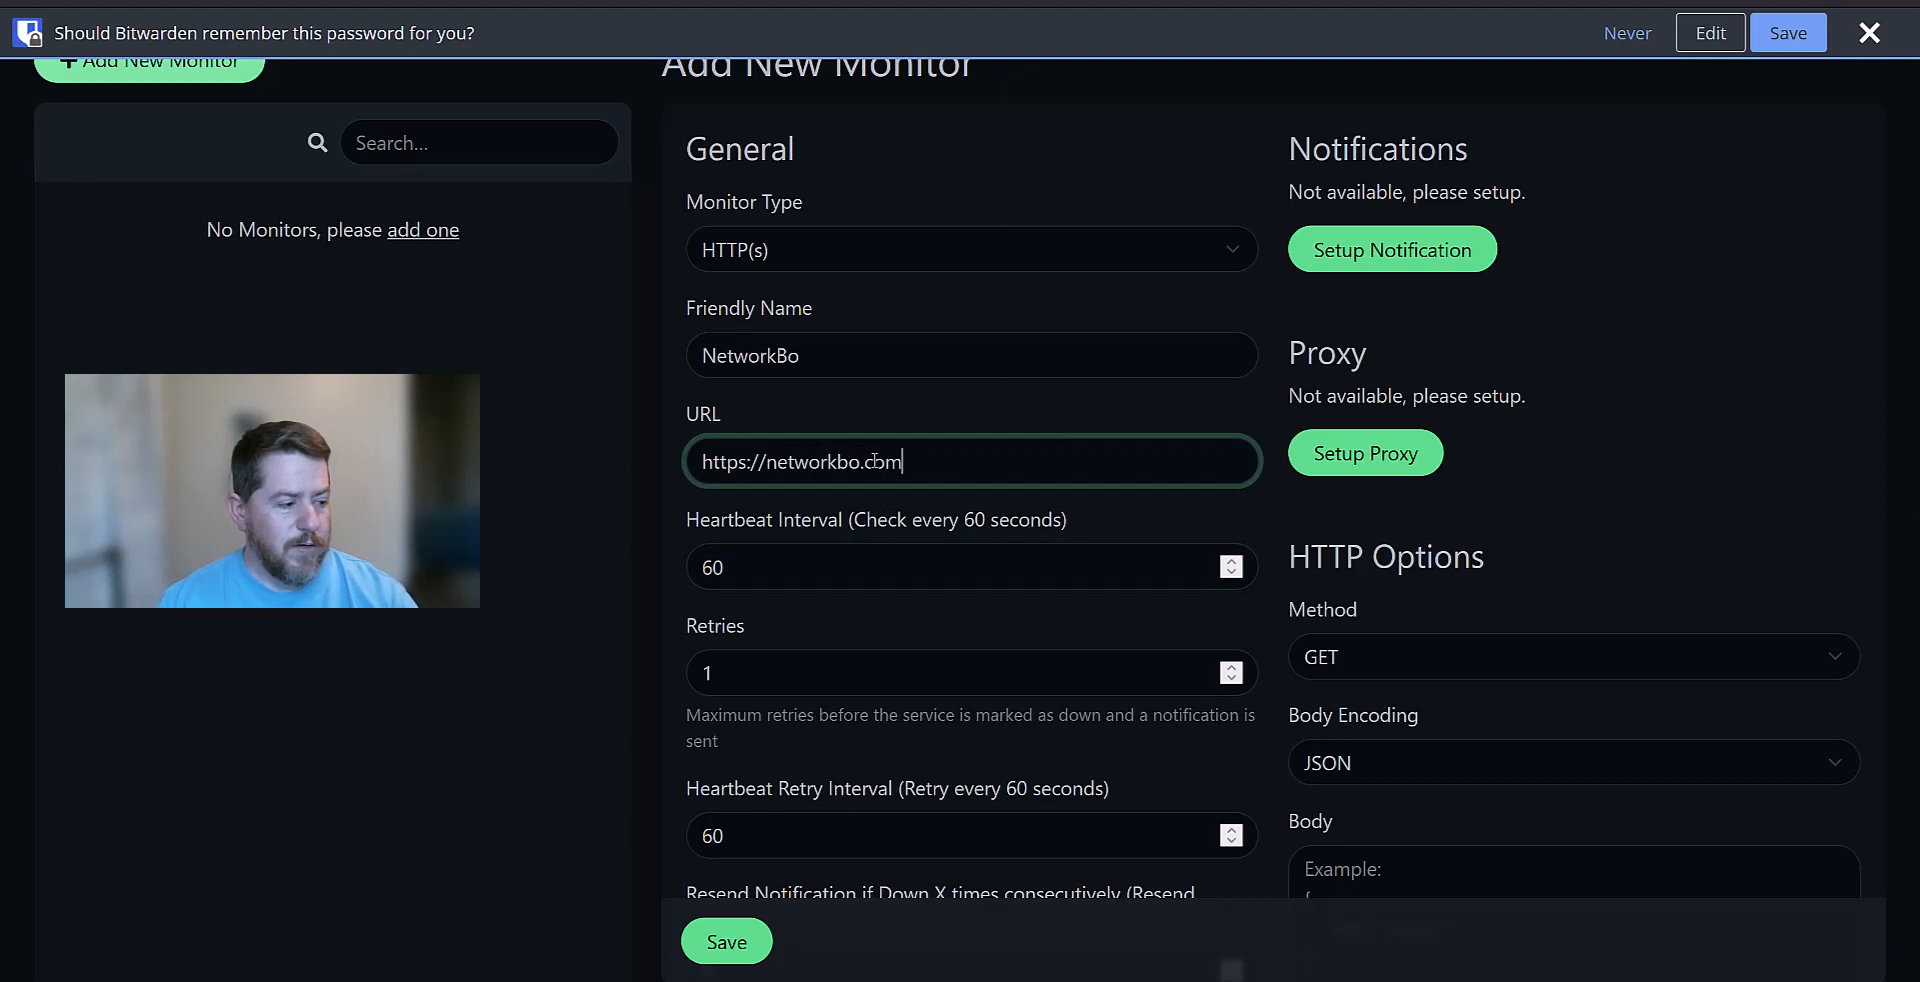 Should Bitwarden remember this password for you?
Never
Edit
Save
+ Add New Monitor
Add New Monitor
Search...
No Monitors, please add one
General
Monitor Type
HTTP(s)
Friendly Name
NetworkBo
URL
https://networkbo.com
Heartbeat Interval (Check every 60 seconds)
60
Retries
1
Maximum retries before the service is marked as down and a notification is
sent
Heartbeat Retry Interval (Retry every 60 seconds)
60
Resend Notification if Down X times consecutively (Resend
Save
Notifications
Not available, please setup.
Setup Notification
Proxy
Not available, please setup.
Setup Proxy
HTTP Options
Method
GET
Body Encoding
JSON
Body
Example:
{